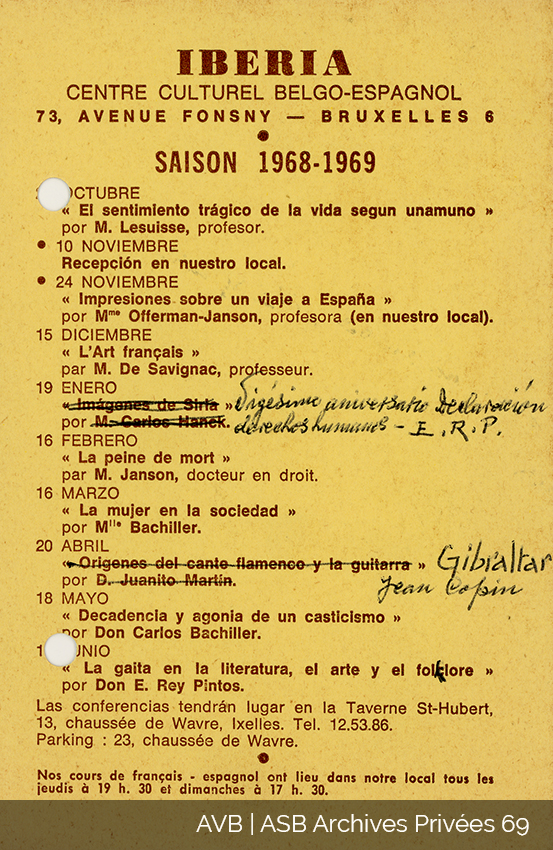 IBERIA
CENTRE CULTUREL BELGO-ESPAGNOL
73, AVENUE FONSNY — BRUXELLES 6
SAISON 1968-1969
OCTUBRE
« El sentimiento trágico de la vida segun unamuno »
por M. Lesuisse, profesor.
● 10 NOVIEMBRE
Recepción en nuestro local.
● 24 NOVIEMBRE
« Impresiones sobre un viaje a España »
por Mme Offerman-Janson, profesora (en nuestro local).
15 DICIEMBRE
« L'Art français »
par M. De Savignac, professeur.
19 ENERO
« Imágenes de Siria » Vigésimo aniversario Declaración
por M. Carlos Hanck. derechos humanos - E.R.P.
16 FEBRERO
« La peine de mort »
par M. Janson, docteur en droit.
16 MARZO
« La mujer en la sociedad »
por Mlle Bachiller.
20 ABRIL
« Origenes del cante flamenco y la guitarra » Gibraltar
por D. Juanito Martín. Jean Copin
18 MAYO
« Decadencia y agonia de un casticismo »
por Don Carlos Bachiller.
1 UNIO
« La gaita en la literatura, el arte y el folklore »
por Don E. Rey Pintos.
Las conferencias tendrán lugar en la Taverne St-Hubert,
13, chaussée de Wavre, Ixelles. Tel. 12.53.86.
Parking : 23, chaussée de Wavre.
Nos cours de français - espagnol ont lieu dans notre local tous les
jeudis à 19 h. 30 et dimanches à 17 h. 30.
AVB | ASB Archives Privées 69